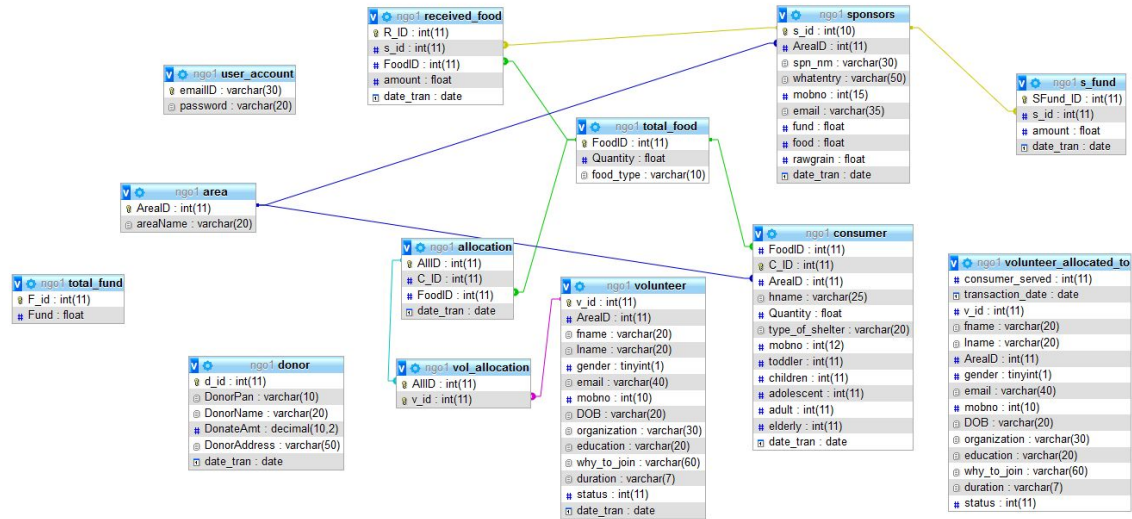 ngo1 received_food
R_ID : int(11)
s_id : int(11)
FoodID : int(11)
amount : float
date_tran : date
ngo1 sponsors
s_id : int(10)
AreaID : int(11)
spn_nm : varchar(30)
whatentry : varchar(50)
mobno : int(15)
email : varchar(35)
fund : float
food : float
rawgrain : float
date_tran : date
ngo1 user_account
emailID : varchar(30)
password : varchar(20)
ngo1 s_fund
SFund_ID : int(11)
s_id : int(11)
amount : float
date_tran : date
ngo1 total_food
FoodID : int(11)
Quantity : float
food_type : varchar(10)
ngo1 area
AreaID : int(11)
areaName : varchar(20)
ngo1 allocation
AllID : int(11)
C_ID : int(11)
FoodID : int(11)
date_tran : date
ngo1 consumer
FoodID : int(11)
C_ID : int(11)
AreaID : int(11)
hname : varchar(25)
Quantity : float
type_of_shelter : varchar(20)
mobno : int(12)
toddler : int(11)
children : int(11)
adolescent : int(11)
adult : int(11)
elderly : int(11)
date_tran : date
ngo1 total_fund
F_id : int(11)
Fund : float
ngo1 volunteer
v_id : int(11)
AreaID : int(11)
fname : varchar(20)
lname : varchar(20)
gender : tinyint(1)
email : varchar(40)
mobno : int(10)
DOB : varchar(20)
organization : varchar(30)
education : varchar(20)
why_to_join : varchar(60)
duration : varchar(7)
status : int(11)
date_tran : date
ngo1 volunteer_allocated_to
consumer_served : int(11)
transaction_date : date
v_id : int(11)
fname : varchar(20)
lname : varchar(20)
AreaID : int(11)
gender : tinyint(1)
email : varchar(40)
mobno : int(10)
DOB : varchar(20)
organization : varchar(30)
education : varchar(20)
why_to_join : varchar(60)
duration : varchar(7)
status : int(11)
ngo1 donor
d_id : int(11)
DonorPan : varchar(10)
DonorName : varchar(20)
DonateAmt : decimal(10,2)
DonorAddress : varchar(50)
date_tran : date
ngo1 vol_allocation
AllID : int(11)
v_id : int(11)